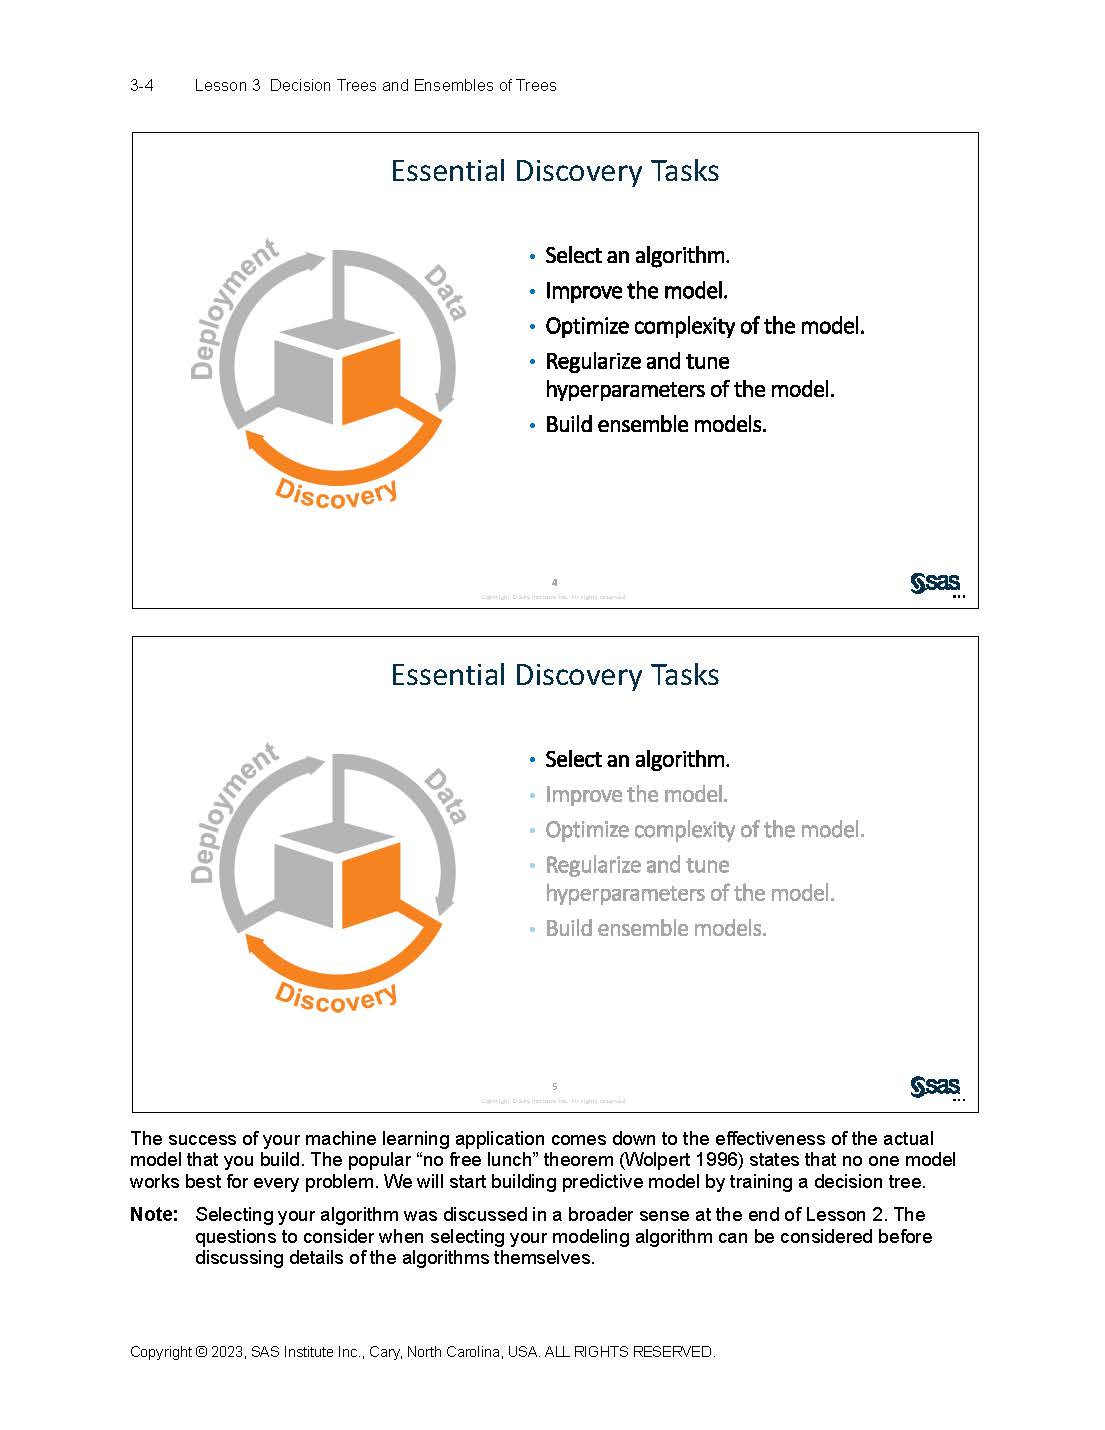 3-4 Lesson 3 Decision Trees and Ensembles of Trees
Essential Discovery Tasks
Deployment
Data
Discovery
• Select an algorithm.
• Improve the model.
• Optimize complexity of the model.
• Regularize and tune
hyperparameters of the model.
• Build ensemble models.
4
Copyright © SAS Institute Inc. All rights reserved.
sas
Essential Discovery Tasks
Deployment
Data
Discovery
• Select an algorithm.
• Improve the model.
• Optimize complexity of the model.
• Regularize and tune
hyperparameters of the model.
• Build ensemble models.
5
Copyright © SAS Institute Inc. All rights reserved.
sas
The success of your machine learning application comes down to the effectiveness of the actual
model that you build. The popular “no free lunch” theorem (Wolpert 1996) states that no one model
works best for every problem. We will start building predictive model by training a decision tree.
Note: Selecting your algorithm was discussed in a broader sense at the end of Lesson 2. The
questions to consider when selecting your modeling algorithm can be considered before
discussing details of the algorithms themselves.
Copyright © 2023, SAS Institute Inc., Cary, North Carolina, USA. ALL RIGHTS RESERVED.